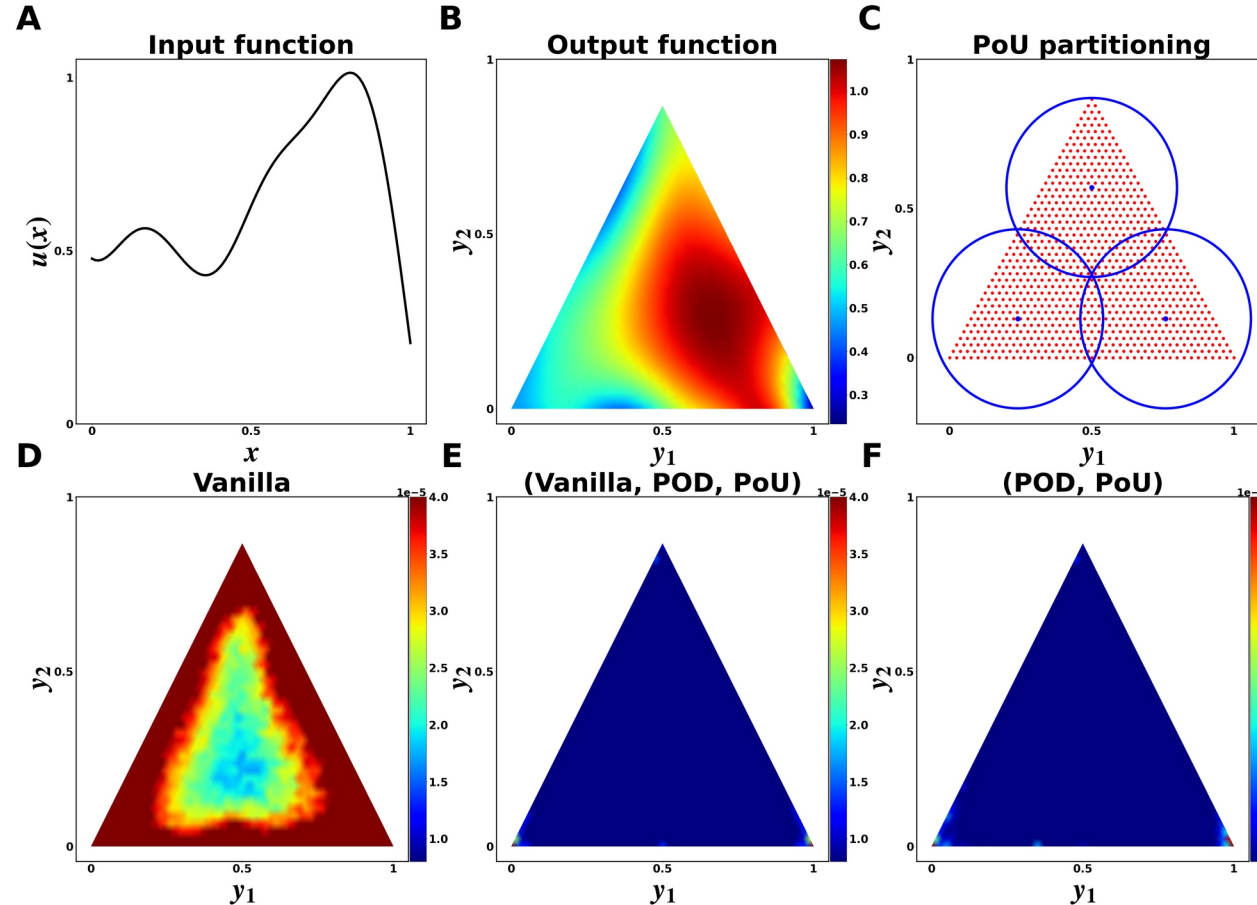 A
Input function
1
0.5
0
u(x)
0
0.5
1
x
B
Output function
1
0.5
0
y2
0
0.5
1
y1
1.0
0.9
0.8
0.7
0.6
0.5
0.4
0.3
C
PoU partitioning
1
0.5
0
y2
0
0.5
1
y1
D
Vanilla
1e−5
1
0.5
0
y2
0
0.5
1
y1
4.0
3.5
3.0
2.5
2.0
1.5
1.0
E
(Vanilla, POD, PoU)
1e−5
1
0.5
0
y2
0
0.5
1
y1
4.0
3.5
3.0
2.5
2.0
1.5
1.0
F
(POD, PoU)
1
0.5
0
y2
0
0.5
1
y1